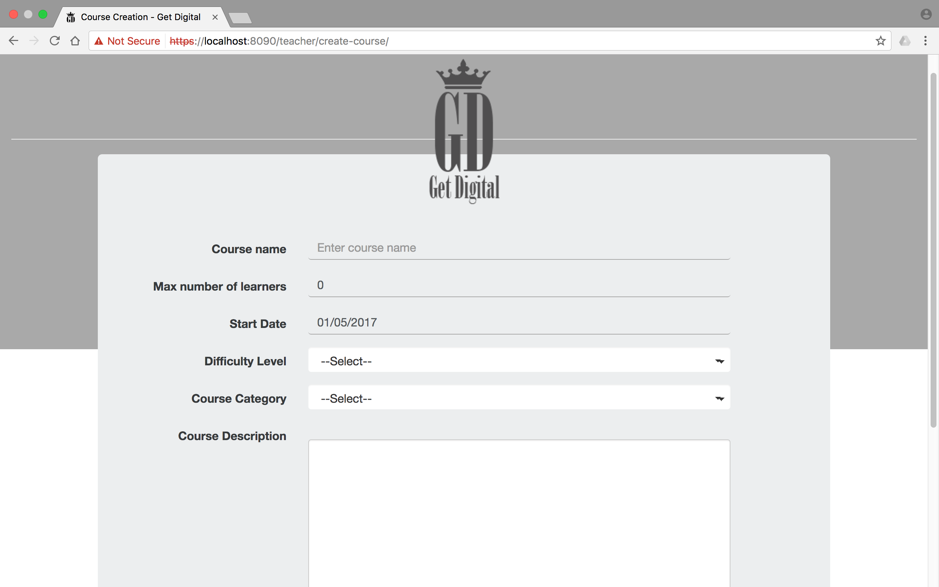 Course Creation - Get Digital
Not Secure https://localhost:8090/teacher/create-course/
GD
Get Digital
Course name Enter course name
Max number of learners 0
Start Date 01/05/2017
Difficulty Level --Select--
Course Category --Select--
Course Description